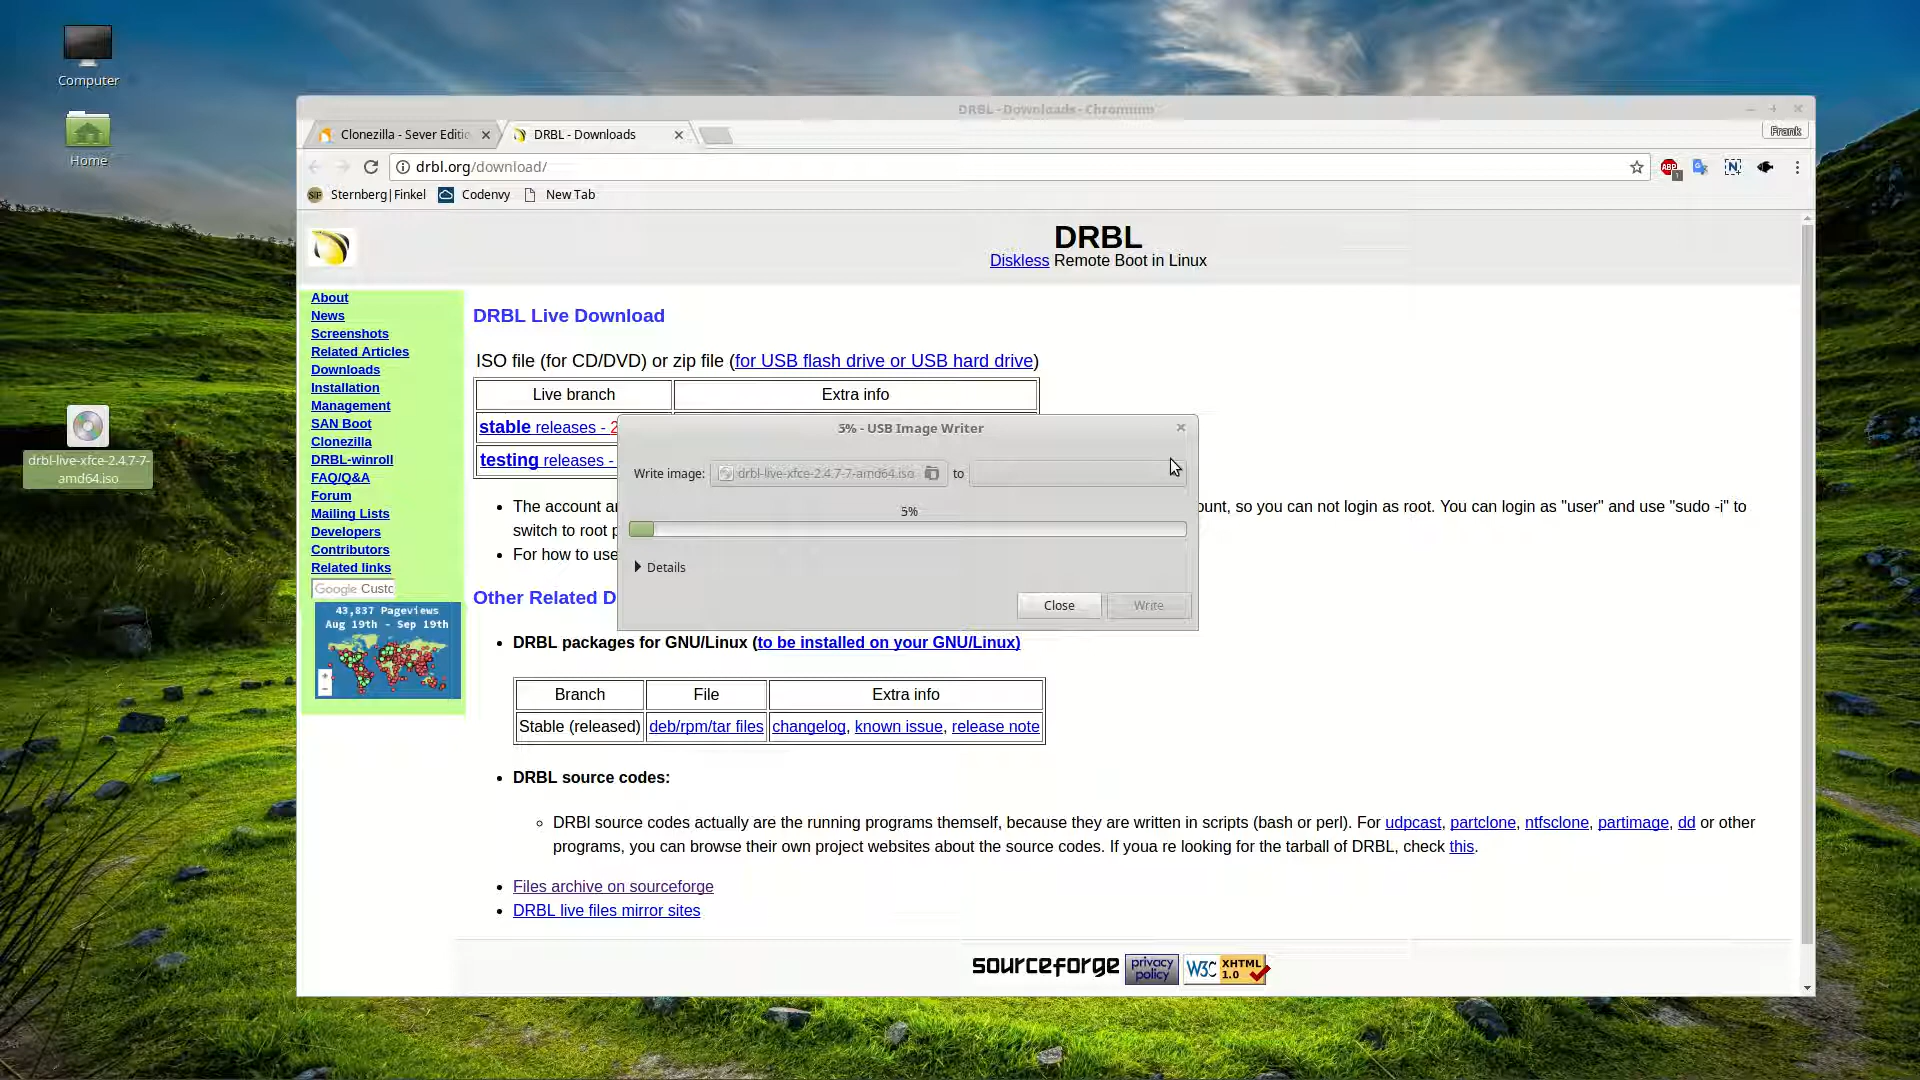 Computer
Home
drbl-live-xfce-2.4.7-7-
amd64.iso
DRBL - Downloads - Chromium
Clonezilla - Sever Editio
DRBL - Downloads
Frank
drbl.org/download/
Sternberg|Finkel
Codenvy
New Tab
DRBL
Diskless Remote Boot in Linux
About
News
Screenshots
Related Articles
Downloads
Installation
Management
SAN Boot
Clonezilla
DRBL-winroll
FAQ/Q&A
Forum
Mailing Lists
Developers
Contributors
Related links
Google Custc
43,837 Pageviews
Aug 19th - Sep 19th
DRBL Live Download
ISO file (for CD/DVD) or zip file (for USB flash drive or USB hard drive)
Live branch Extra info
stable releases - 2
testing releases -
5% - USB Image Writer
Write image: drbl-live-xfce-2.4.7-7-amd64.iso to
5%
Details
Close Write
The account ar
ount, so you can not login as root. You can login as "user" and use "sudo -i" to
switch to root p
For how to use
Other Related D
DRBL packages for GNU/Linux (to be installed on your GNU/Linux)
Branch File Extra info
Stable (released) deb/rpm/tar files changelog, known issue, release note
DRBL source codes:
DRBl source codes actually are the running programs themself, because they are written in scripts (bash or perl). For udpcast, partclone, ntfsclone, partimage, dd or other
programs, you can browse their own project websites about the source codes. If youa re looking for the tarball of DRBL, check this.
Files archive on sourceforge
DRBL live files mirror sites
sourceforge
privacy
policy
W3C XHTML
1.0